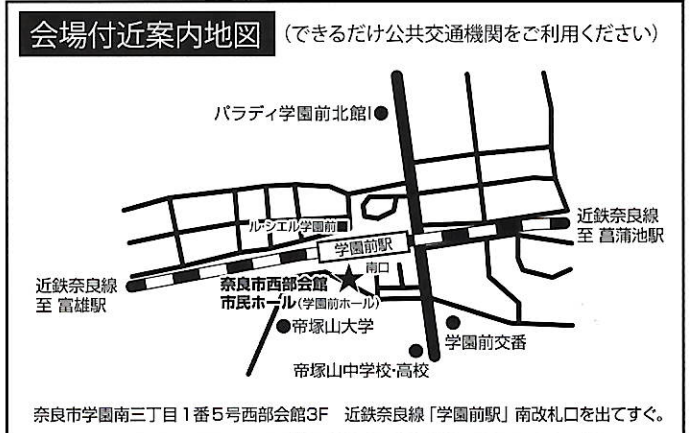 会場付近案内地図 （できるだけ公共交通機関をご利用ください）
パラディ学園前北館Ⅰ
ル・シエル学園前
学園前駅
近鉄奈良線
至 菖蒲池駅
南口
近鉄奈良線
至 富雄駅
奈良市西部会館
市民ホール(学園前ホール)
帝塚山大学
学園前交番
帝塚山中学校・高校
奈良市学園南三丁目1番5号西部会館3F　近鉄奈良線「学園前駅」南改札口を出てすぐ。